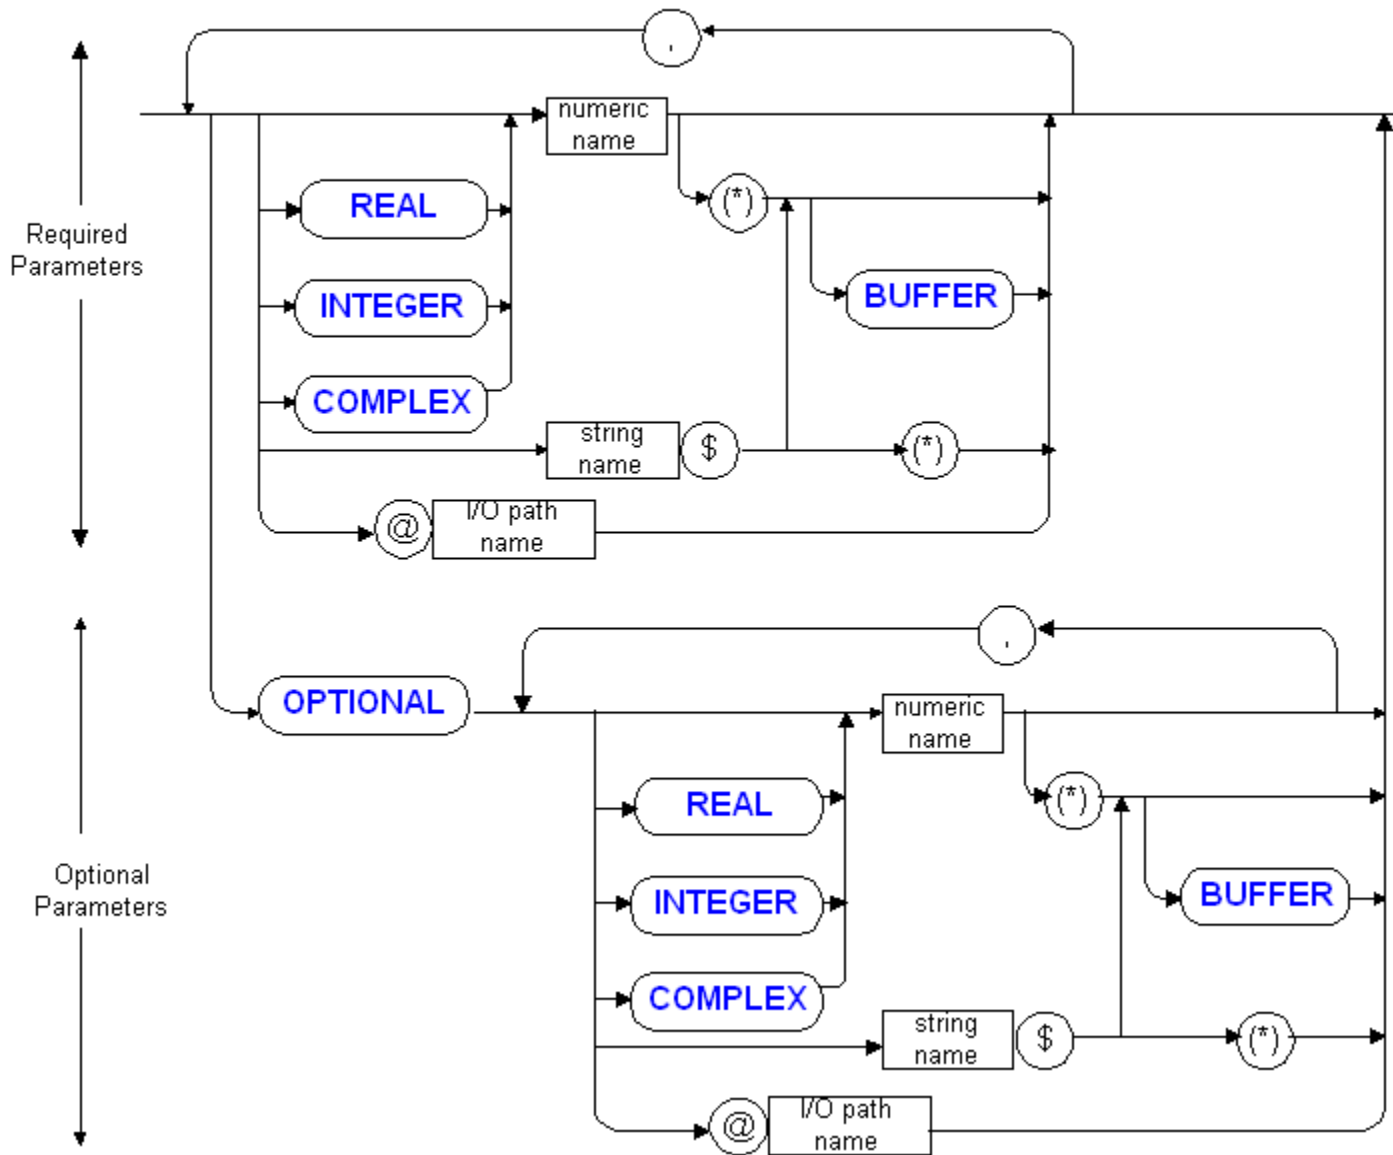 ,
numeric
name
(*)
REAL
Required
Parameters
INTEGER
BUFFER
COMPLEX
string
name
$
(*)
@
I/O path
name
,
OPTIONAL
numeric
name
(*)
REAL
Optional
Parameters
INTEGER
BUFFER
COMPLEX
string
name
$
(*)
@
I/O path
name